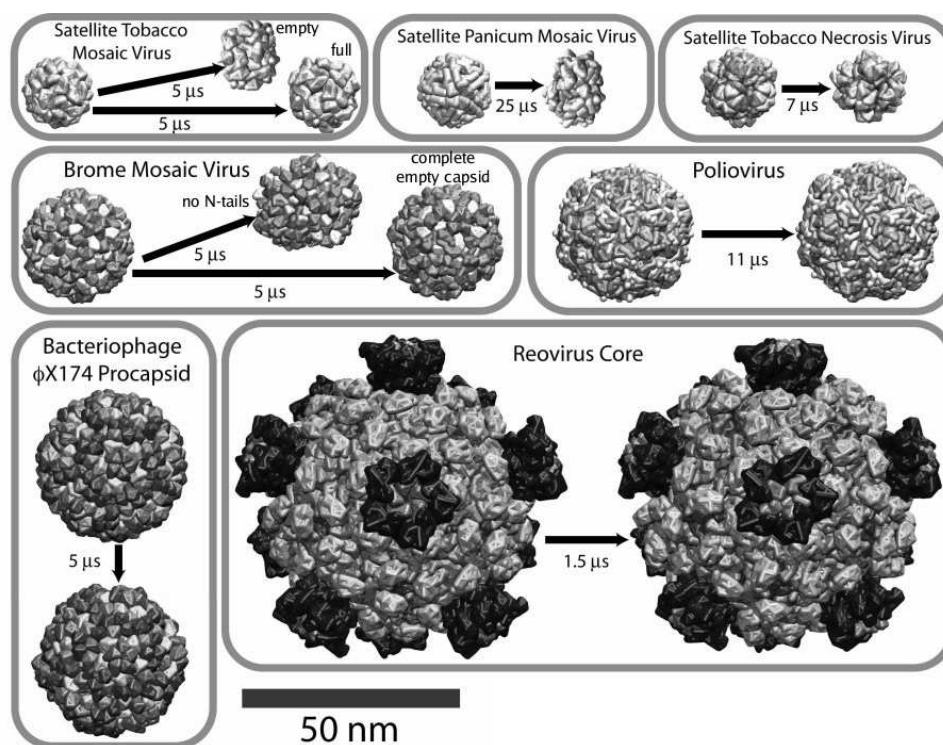 Satellite Tobacco
Mosaic Virus
empty
full
5 μs
5 μs
Satellite Panicum Mosaic Virus
25 μs
Satellite Tobacco Necrosis Virus
7 μs
Brome Mosaic Virus
complete
empty capsid
no N-tails
5 μs
5 μs
Poliovirus
11 μs
Bacteriophage
ϕX174 Procapsid
5 μs
Reovirus Core
1.5 μs
50 nm